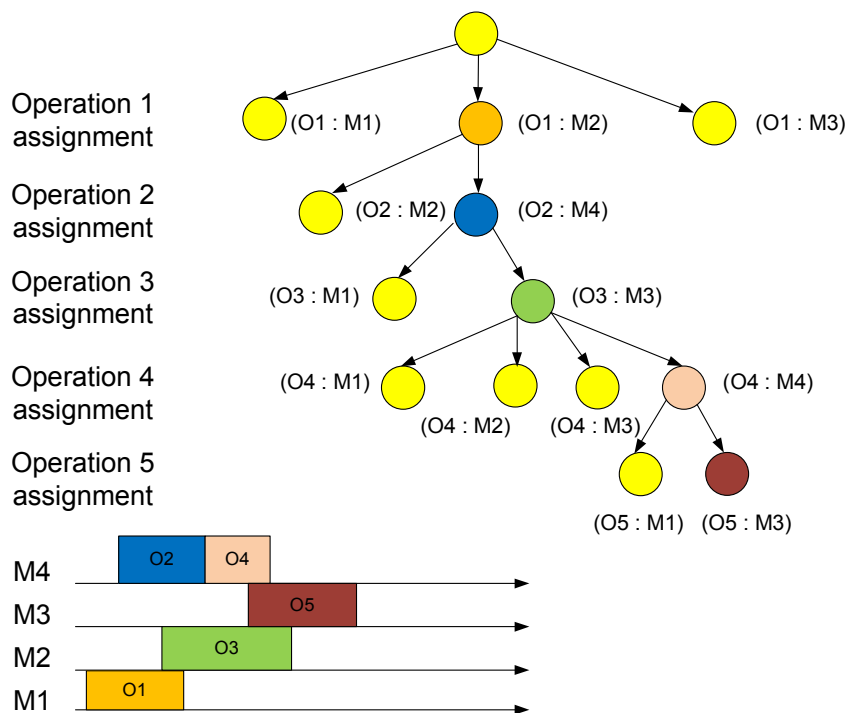 Operation 1
assignment
(O1 : M1)
(O1 : M2)
(O1 : M3)
Operation 2
assignment
(O2 : M2)
(O2 : M4)
Operation 3
assignment
(O3 : M1)
(O3 : M3)
Operation 4
assignment
(O4 : M1)
(O4 : M4)
(O4 : M2)
(O4 : M3)
Operation 5
assignment
(O5 : M1)
(O5 : M3)
M4
O2
O4
M3
O5
M2
O3
M1
O1